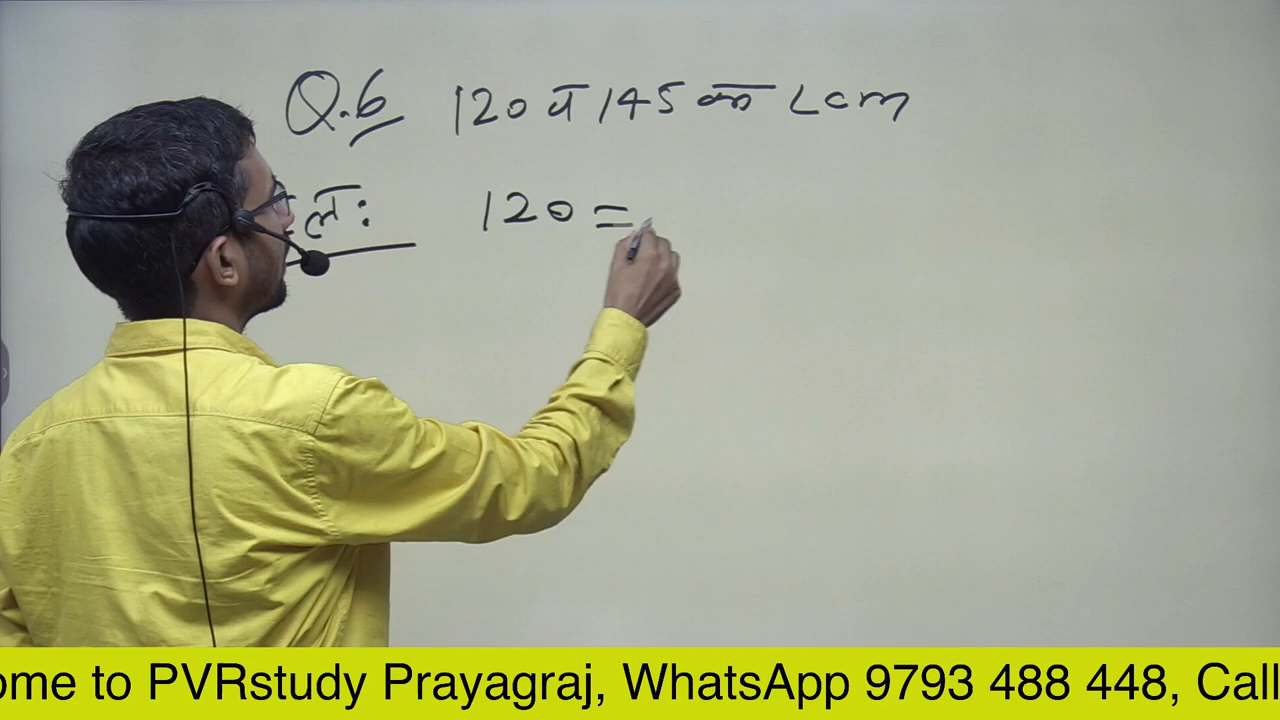 Q.6 120 व 145 का Lcm
हल: 120 =
ome to PVRstudy Prayagraj, WhatsApp 9793 488 448, Call